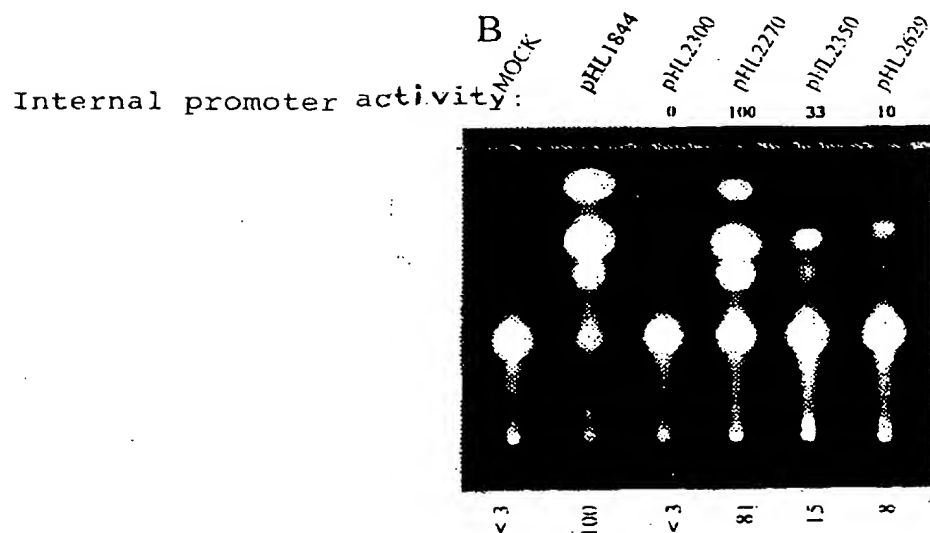 B
MOCK pHL1844 pHL2300 pHL2270 pHL2350 pHL2629
Internal promoter activity:
0 100 33 10
< 3 100 < 3 81 15 8